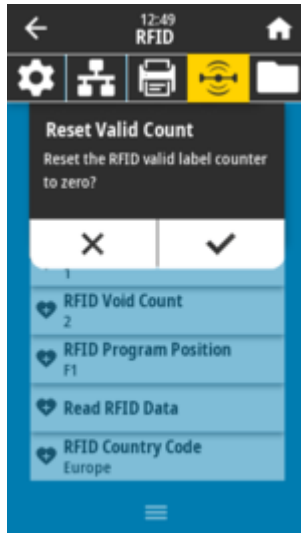 12:49
RFID
Reset Valid Count
Reset the RFID valid label counter
to zero?
1
RFID Void Count
2
RFID Program Position
F1
Read RFID Data
RFID Country Code
Europe